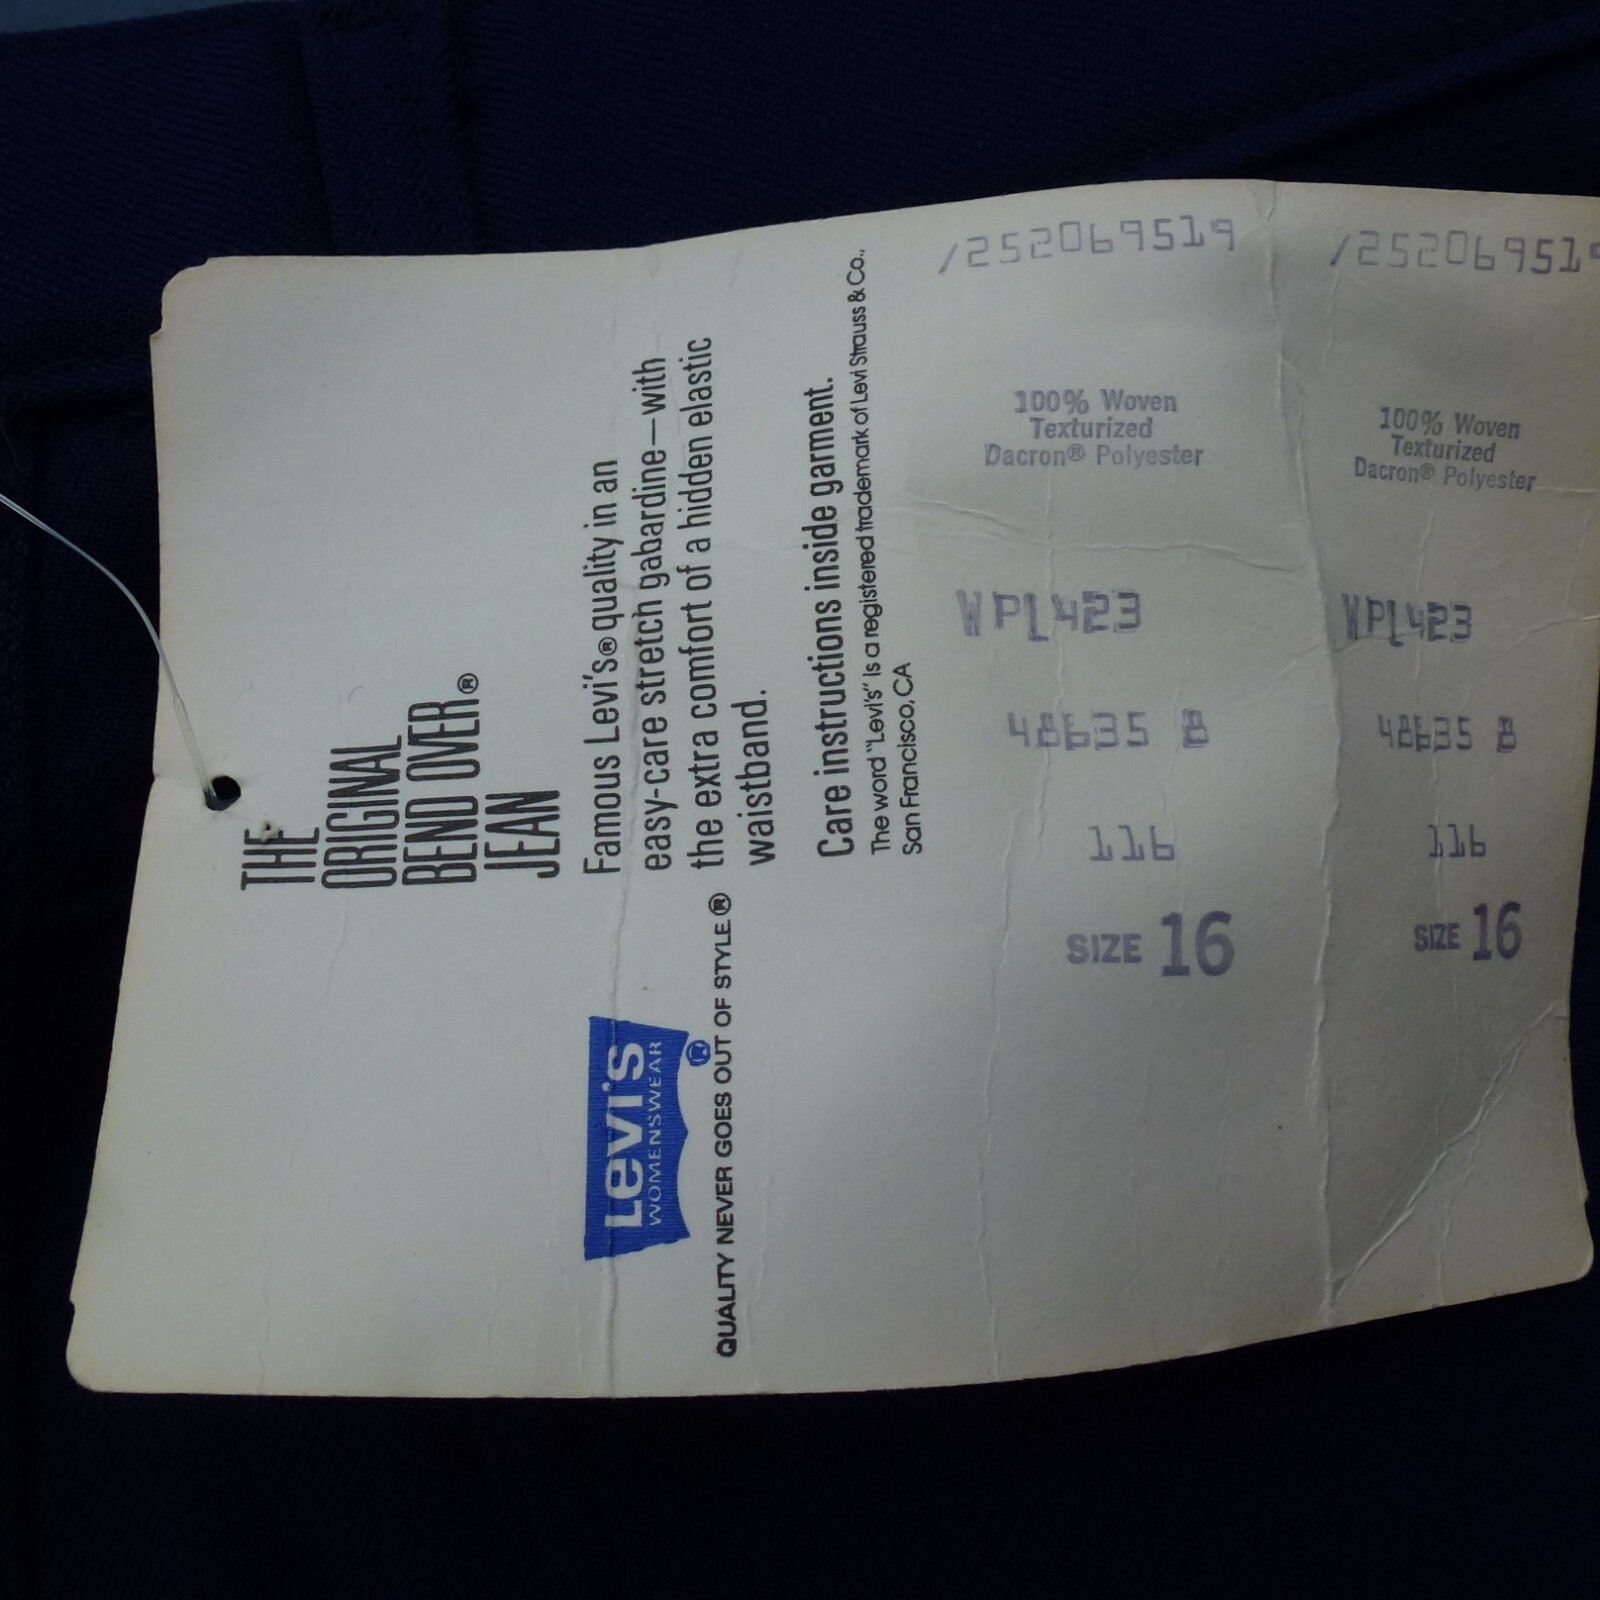 THE
ORIGINAL
BEND OVER®
JEAN
Famous Levi's® quality in an
easy-care stretch gabardine—with
the extra comfort of a hidden elastic
waistband.
Care instructions inside garment.
The word "Levi's" is a registered trademark of Levi Strauss & Co.,
San Francisco, CA
Levi's
WOMENSWEAR
®
QUALITY NEVER GOES OUT OF STYLE®
/252069519
100% Woven
Texturized
Dacron® Polyester
WPL423
48635 B
116
SIZE 16
/252069519
100% Woven
Texturized
Dacron® Polyester
WPL423
48635 B
116
SIZE 16